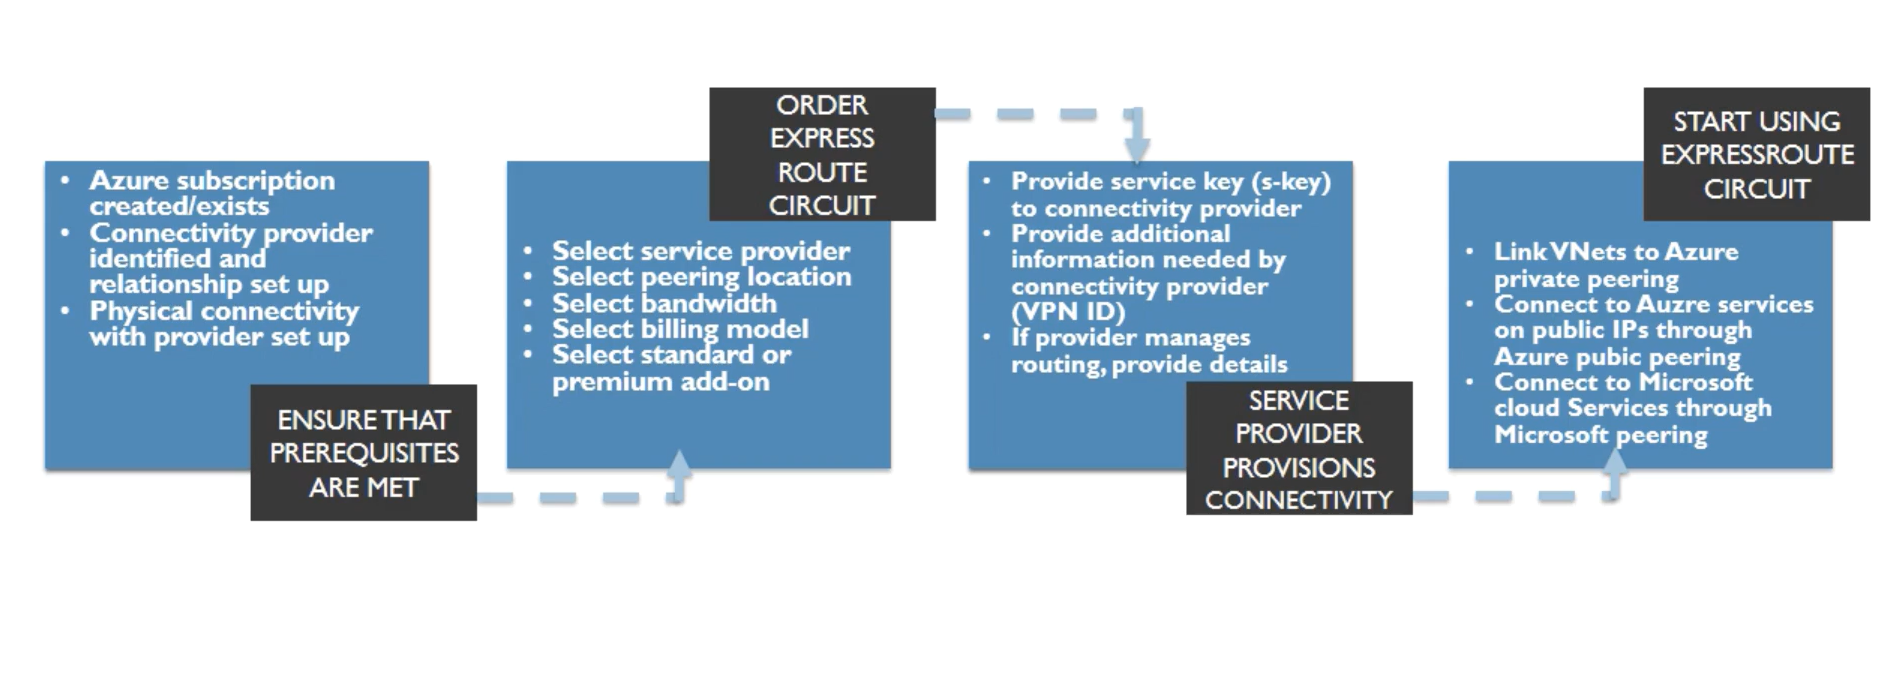 • Azure subscription
created/exists
• Connectivity provider
identified and
relationship set up
• Physical connectivity
with provider set up
ENSURE THAT
PREREQUISITES
ARE MET
ORDER
EXPRESS
ROUTE
CIRCUIT
• Select service provider
• Select peering location
• Select bandwidth
• Select billing model
• Select standard or
premium add-on
• Provide service key (s-key)
to connectivity provider
• Provide additional
information needed by
connectivity provider
(VPN ID)
• If provider manages
routing, provide details
SERVICE
PROVIDER
PROVISIONS
CONNECTIVITY
START USING
EXPRESSROUTE
CIRCUIT
• Link VNets to Azure
private peering
• Connect to Auzre services
on public IPs through
Azure pubic peering
• Connect to Microsoft
cloud Services through
Microsoft peering